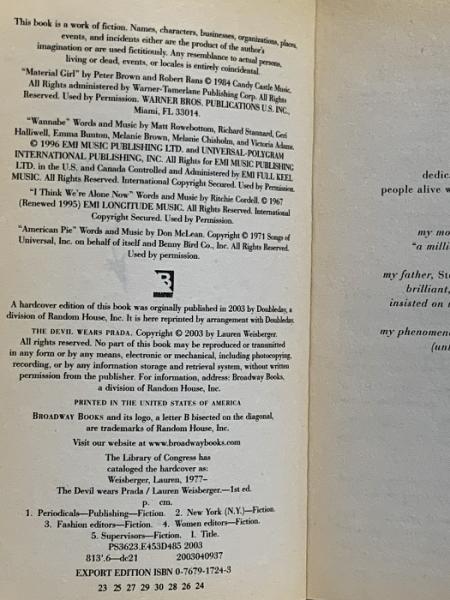 This book is a work of fiction. Names, characters, businesses, organizations, places,
events, and incidents either are the product of the author's
imagination or are used fictitiously. Any resemblance to actual persons,
living or dead, events, or locales is entirely coincidental.
"Material Girl" by Peter Brown and Robert Rans © 1984 Candy Castle Music.
All Rights administered by Warner-Tamerlane Publishing Corp. All Rights
Reserved. Used by Permission. WARNER BROS. PUBLICATIONS U.S. INC.,
Miami, FL 33014.
"Wannabe" Words and Music by Matt Rowebottom, Richard Stannard, Geri
Halliwell, Emma Bunton, Melanie Brown, Melanie Chisholm, and Victoria Adams.
© 1996 EMI MUSIC PUBLISHING LTD. and UNIVERSAL-POLYGRAM
INTERNATIONAL PUBLISHING, INC. All Rights for EMI MUSIC PUBLISHING
LTD. in the U.S. and Canada Controlled and Administered by EMI FULL KEEL
MUSIC. All Rights Reserved. International Copyright Secured. Used by Permission.
"I Think We're Alone Now" Words and Music by Ritchie Cordell. © 1967
(Renewed 1995) EMI LONGITUDE MUSIC. All Rights Reserved. International
Copyright Secured. Used by Permission.
"American Pie" Words and Music by Don McLean. Copyright © 1971 Songs of
Universal, Inc. on behalf of itself and Benny Bird Co., Inc. All Rights Reserved.
Used by permission.
B
BROADWAY
A hardcover edition of this book was orginally published in 2003 by Doubleday, a
division of Random House, Inc. It is here reprinted by arrangement with Doubleday.
THE DEVIL WEARS PRADA. Copyright © 2003 by Lauren Weisberger.
All rights reserved. No part of this book may be reproduced or transmitted
in any form or by any means, electronic or mechanical, including photocopying,
recording, or by any information storage and retrieval system, without written
permission from the publisher. For information, address: Broadway Books,
a division of Random House, Inc.
PRINTED IN THE UNITED STATES OF AMERICA
BROADWAY BOOKS and its logo, a letter B bisected on the diagonal,
are trademarks of Random House, Inc.
Visit our website at www.broadwaybooks.com
The Library of Congress has
cataloged the hardcover as:
Weisberger, Lauren, 1977–
The Devil wears Prada / Lauren Weisberger.—1st ed.
p. cm.
1. Periodicals—Publishing—Fiction. 2. New York (N.Y.)—Fiction.
3. Fashion editors—Fiction. 4. Women editors—Fiction.
5. Supervisors—Fiction. I. Title.
PS3623.E453D485 2003
813'.6—dc21 2003040937
EXPORT EDITION ISBN 0-7679-1724-3
23 25 27 29 30 28 26 24
dedic
people alive w
my mo
"a milli
my father, St
brilliant,
insisted on
my phenomen
(unt